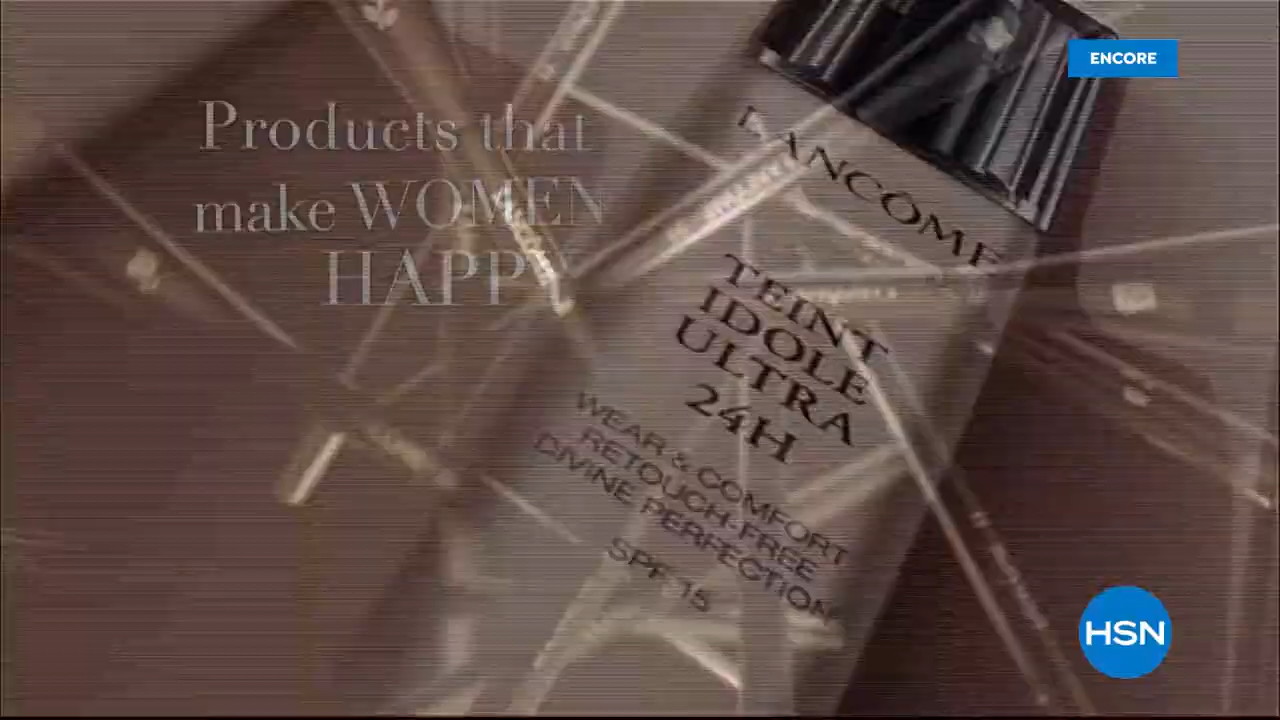 ENCORE
Products that
make WOMEN
HAPPY
LANCÔME
TEINT
IDOLE
ULTRA
24H
WEAR & COMFORT
RETOUCH-FREE
DIVINE PERFECTION
SPF 15
HSN